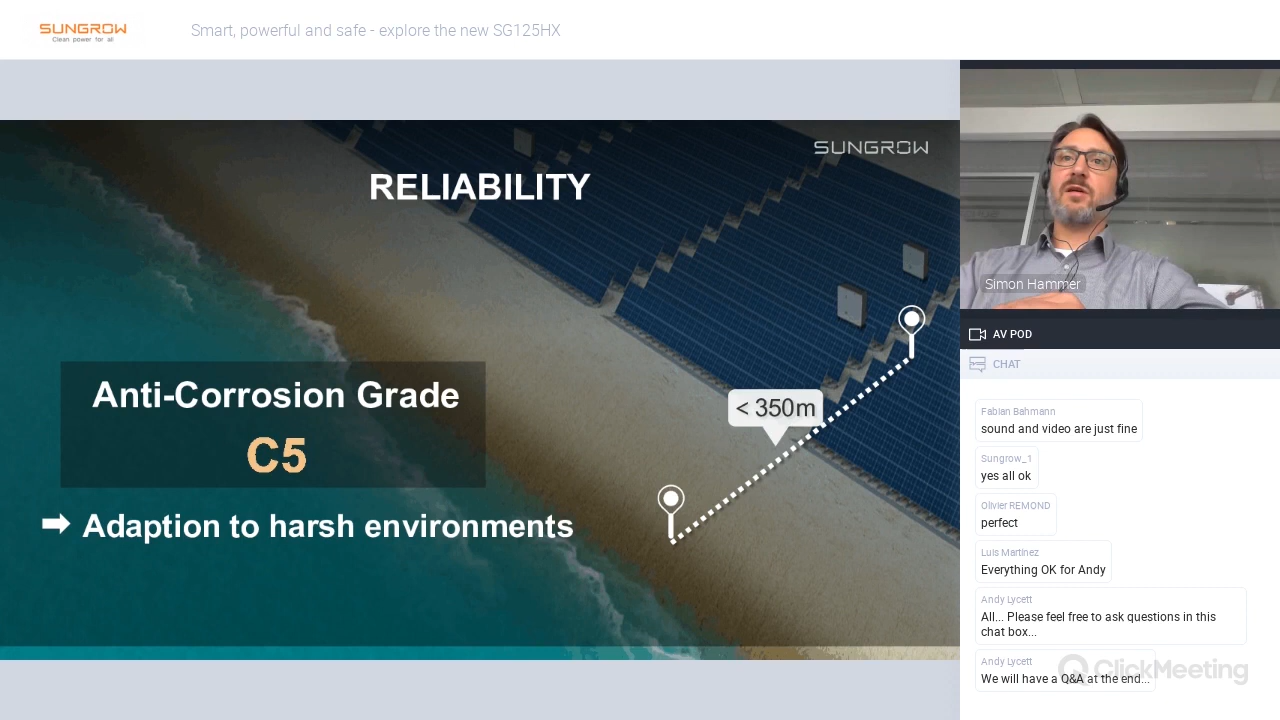 SUNGROW
Clean power for all
Smart, powerful and safe - explore the new SG125HX
SUNGROW
RELIABILITY
< 350m
Anti-Corrosion Grade
C5
Adaption to harsh environments
Simon Hammer
AV POD
CHAT
Fabian Bahmann
sound and video are just fine
Sungrow_1
yes all ok
Olivier REMOND
perfect
Luis Martínez
Everything OK for Andy
Andy Lycett
All... Please feel free to ask questions in this
chat box...
Andy Lycett
We will have a Q&A at the end...
ClickMeeting